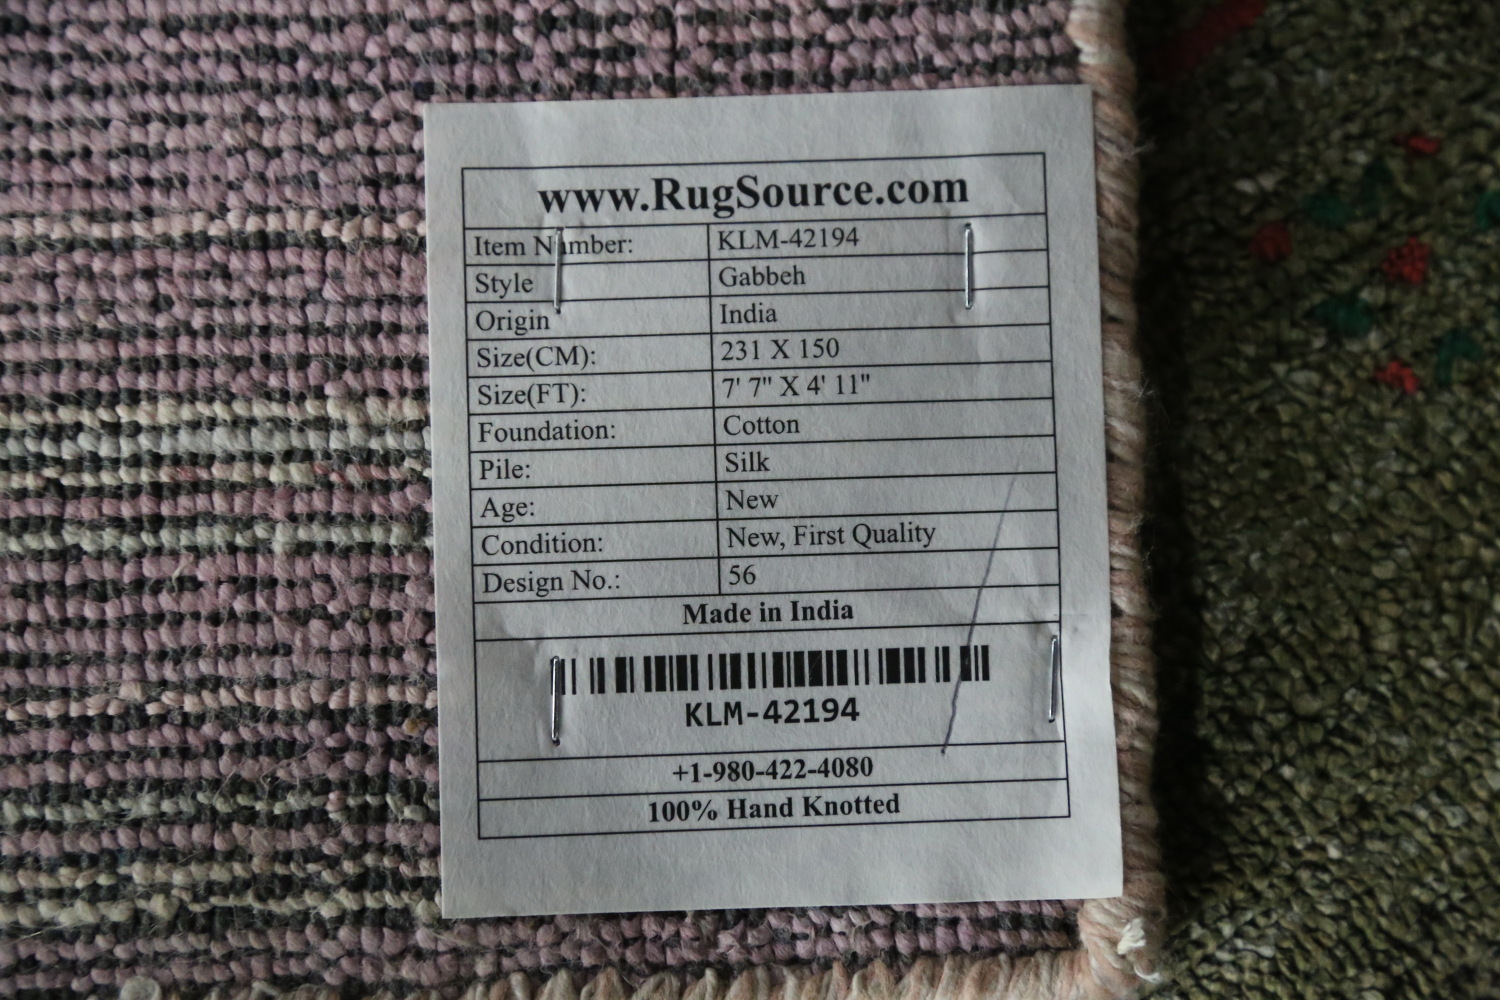 www.RugSource.com
Item Number: KLM-42194
Style Gabbeh
Origin India
Size(CM): 231 X 150
Size(FT): 7' 7" X 4' 11"
Foundation: Cotton
Pile: Silk
Age: New
Condition: New, First Quality
Design No.: 56
Made in India
KLM-42194
+1-980-422-4080
100% Hand Knotted